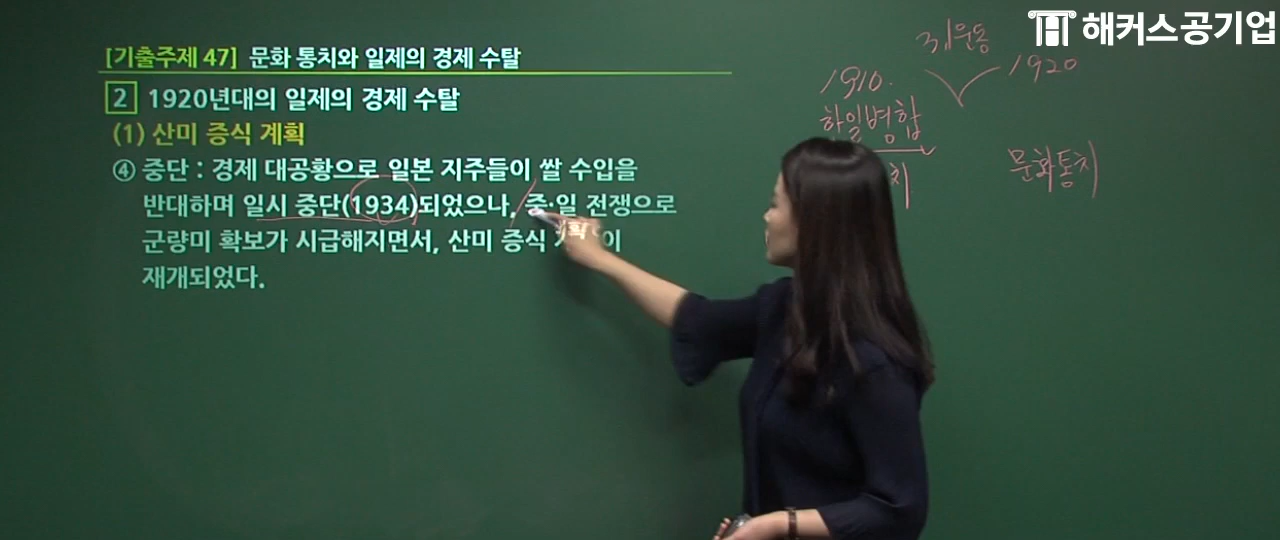 해커스공기업
[기출주제 47] 문화 통치와 일제의 경제 수탈
2 1920년대의 일제의 경제 수탈
(1) 산미 증식 계획
④ 중단 : 경제 대공황으로 일본 지주들이 쌀 수입을
반대하며 일시 중단(1934)되었으나, 중·일 전쟁으로
군량미 확보가 시급해지면서, 산미 증식 계획이
재개되었다.
3.1운동
1910.
1920
한일병합
치
문화통치